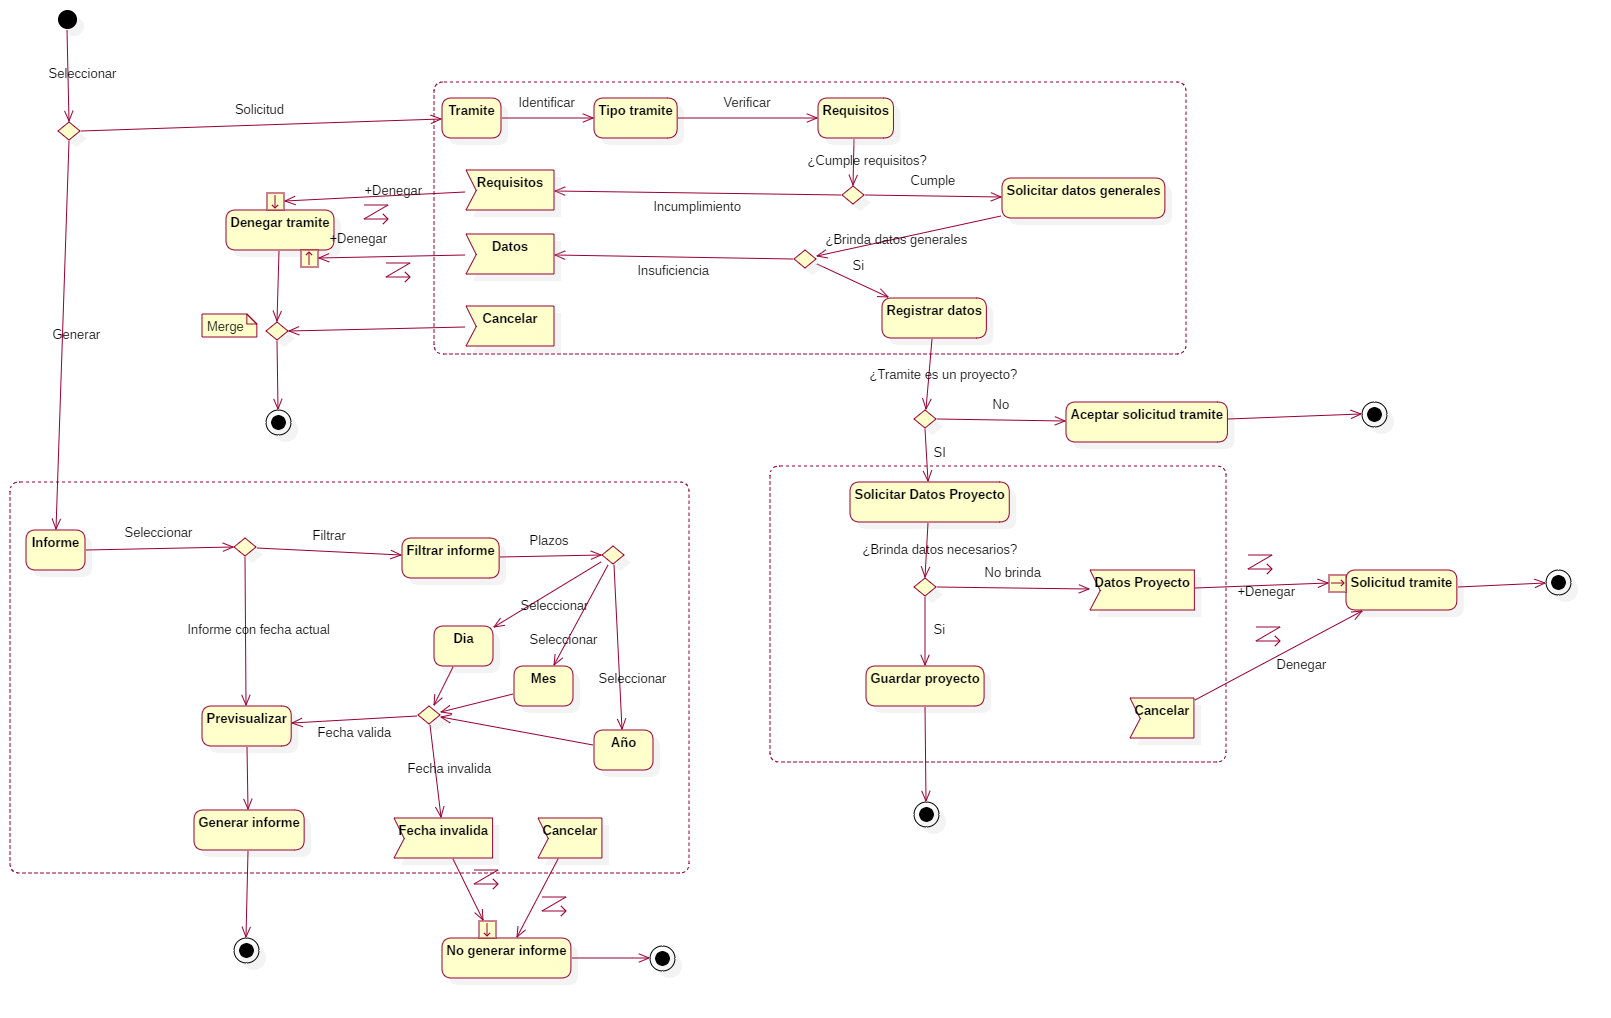 Seleccionar
Solicitud
Tramite
Identificar
Tipo tramite
Verificar
Requisitos
¿Cumple requisitos?
Cumple
Solicitar datos generales
Incumplimiento
Requisitos
+Denegar
Denegar tramite
+Denegar
Datos
Insuficiencia
¿Brinda datos generales
Si
Registrar datos
Cancelar
Merge
Generar
¿Tramite es un proyecto?
No
Aceptar solicitud tramite
SI
Solicitar Datos Proyecto
¿Brinda datos necesarios?
No brinda
Datos Proyecto
+Denegar
Solicitud tramite
Si
Denegar
Guardar proyecto
Cancelar
Informe
Seleccionar
Filtrar
Filtrar informe
Plazos
Seleccionar
Seleccionar
Seleccionar
Informe con fecha actual
Dia
Mes
Año
Previsualizar
Fecha valida
Fecha invalida
Generar informe
Fecha invalida
Cancelar
No generar informe